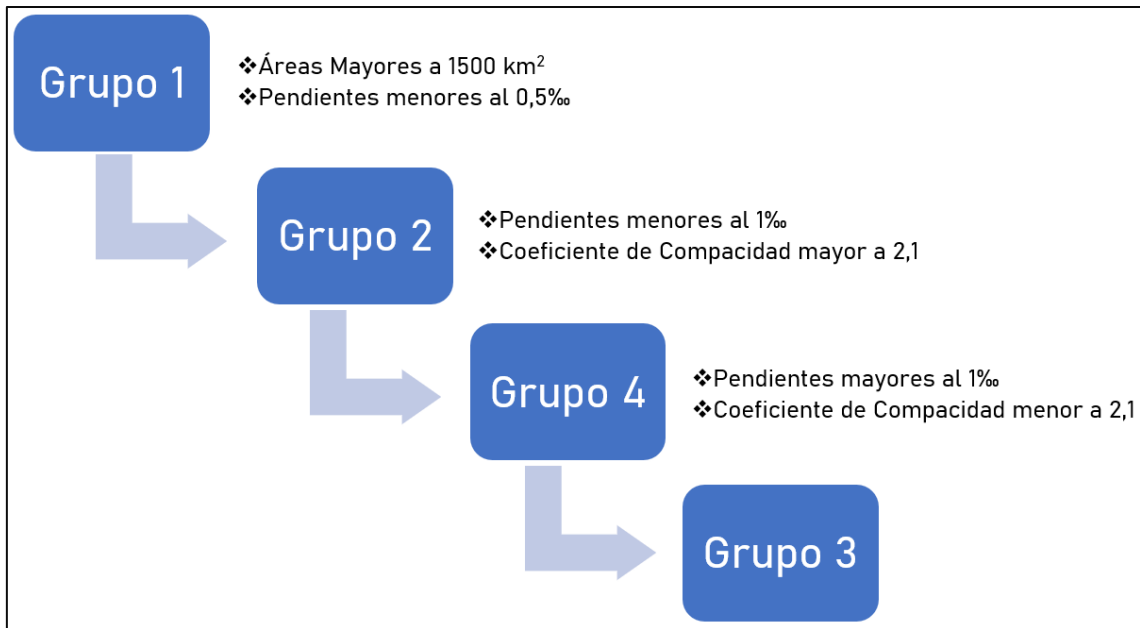 Grupo 1
❖Áreas Mayores a 1500 km²
❖Pendientes menores al 0,5‰
Grupo 2
❖Pendientes menores al 1‰
❖Coeficiente de Compacidad mayor a 2,1
Grupo 4
❖Pendientes mayores al 1‰
❖Coeficiente de Compacidad menor a 2,1
Grupo 3